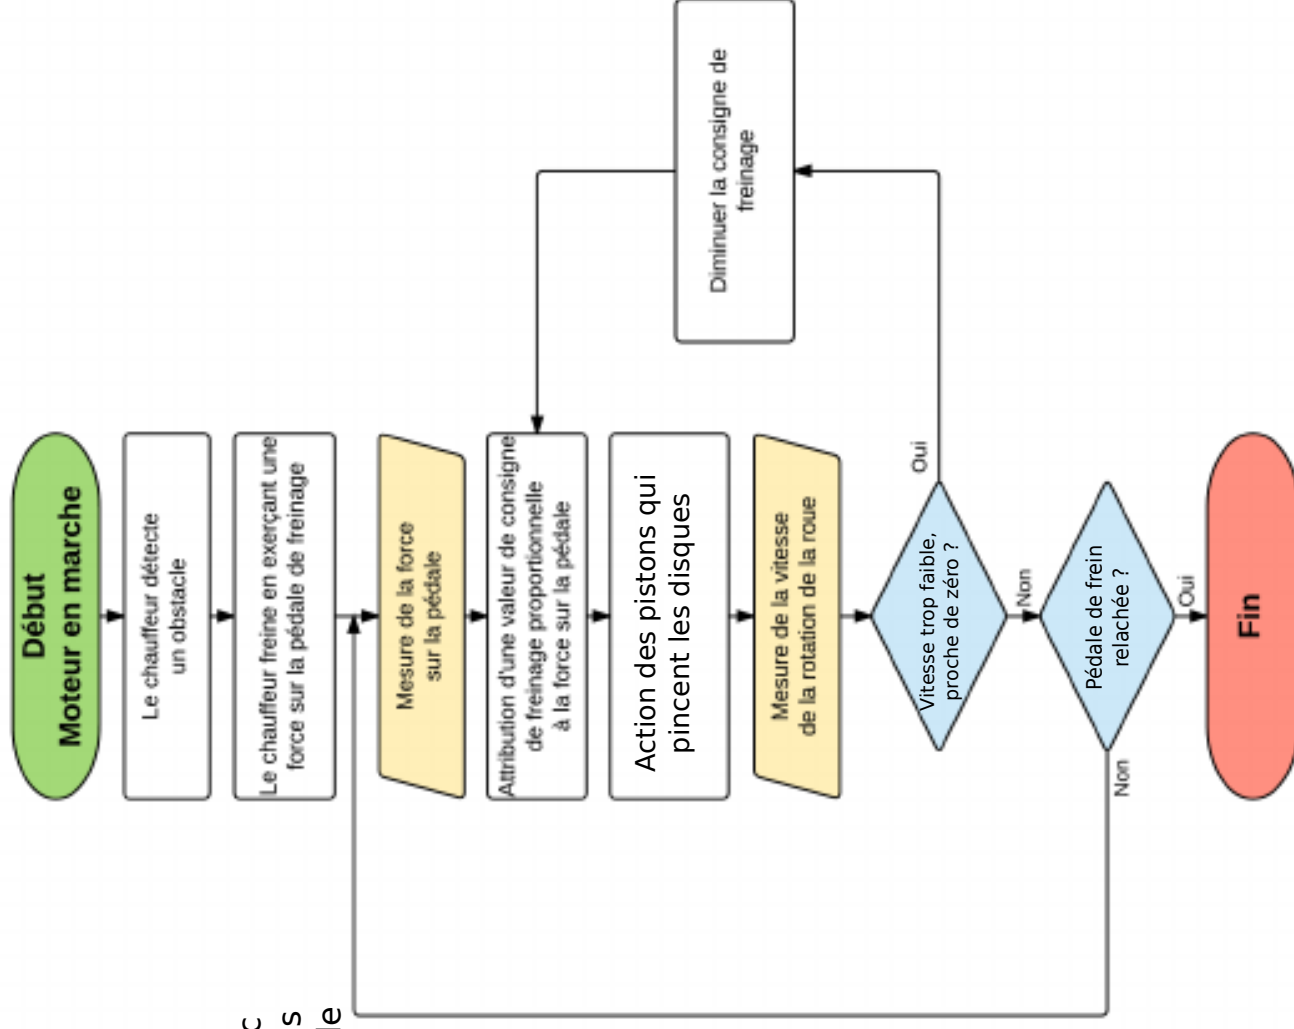 Début
Moteur en marche
Le chauffeur détecte
un obstacle
Le chauffeur freine en exerçant une
force sur la pédale de freinage
Mesure de la force
sur la pédale
Attribution d'une valeur de consigne
de freinage proportionnelle
à la force sur la pédale
Action des pistons qui
pincent les disques
Mesure de la vitesse
de la rotation de la roue
Vitesse trop faible,
proche de zéro ?
Oui
Diminuer la consigne de
freinage
Non
Pédale de frein
relachée ?
Non
Oui
Fin
s
le